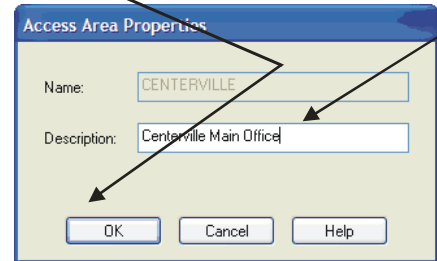 Access Area Properties
Name: CENTERVILLE
Description: Centerville Main Office
OK Cancel Help